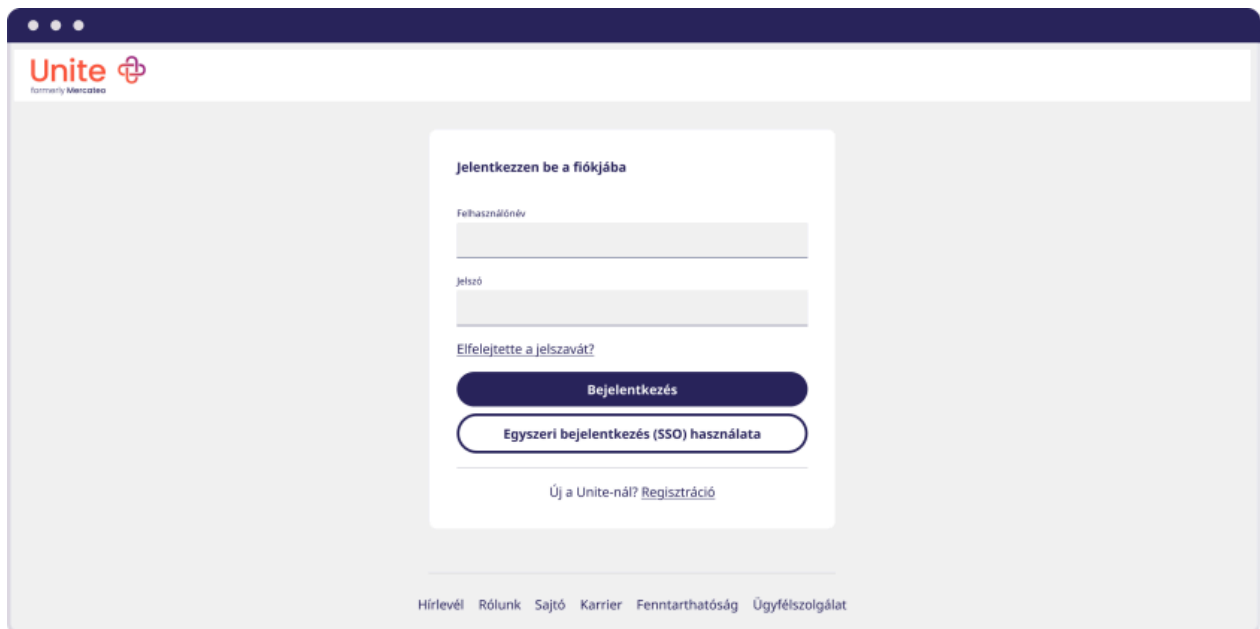 Unite
formerly Mercateo
Jelentkezzen be a fiókjába
Felhasználónév
Jelszó
Elfelejtette a jelszavát?
Bejelentkezés
Egyszeri bejelentkezés (SSO) használata
Új a Unite-nál? Regisztráció
Hírlevél Rólunk Sajtó Karrier Fenntarthatóság Ügyfélszolgálat